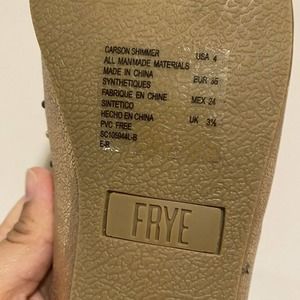 CARSON SHIMMER USA 4
ALL MANMADE MATERIALS
MADE IN CHINA EUR 35
SYNTHETIQUES
FABRIQUE EN CHINE MEX 24
SINTETICO
HECHO EN CHINA UK 3½
PVC FREE
SC105944L-B
E-R
FRYE